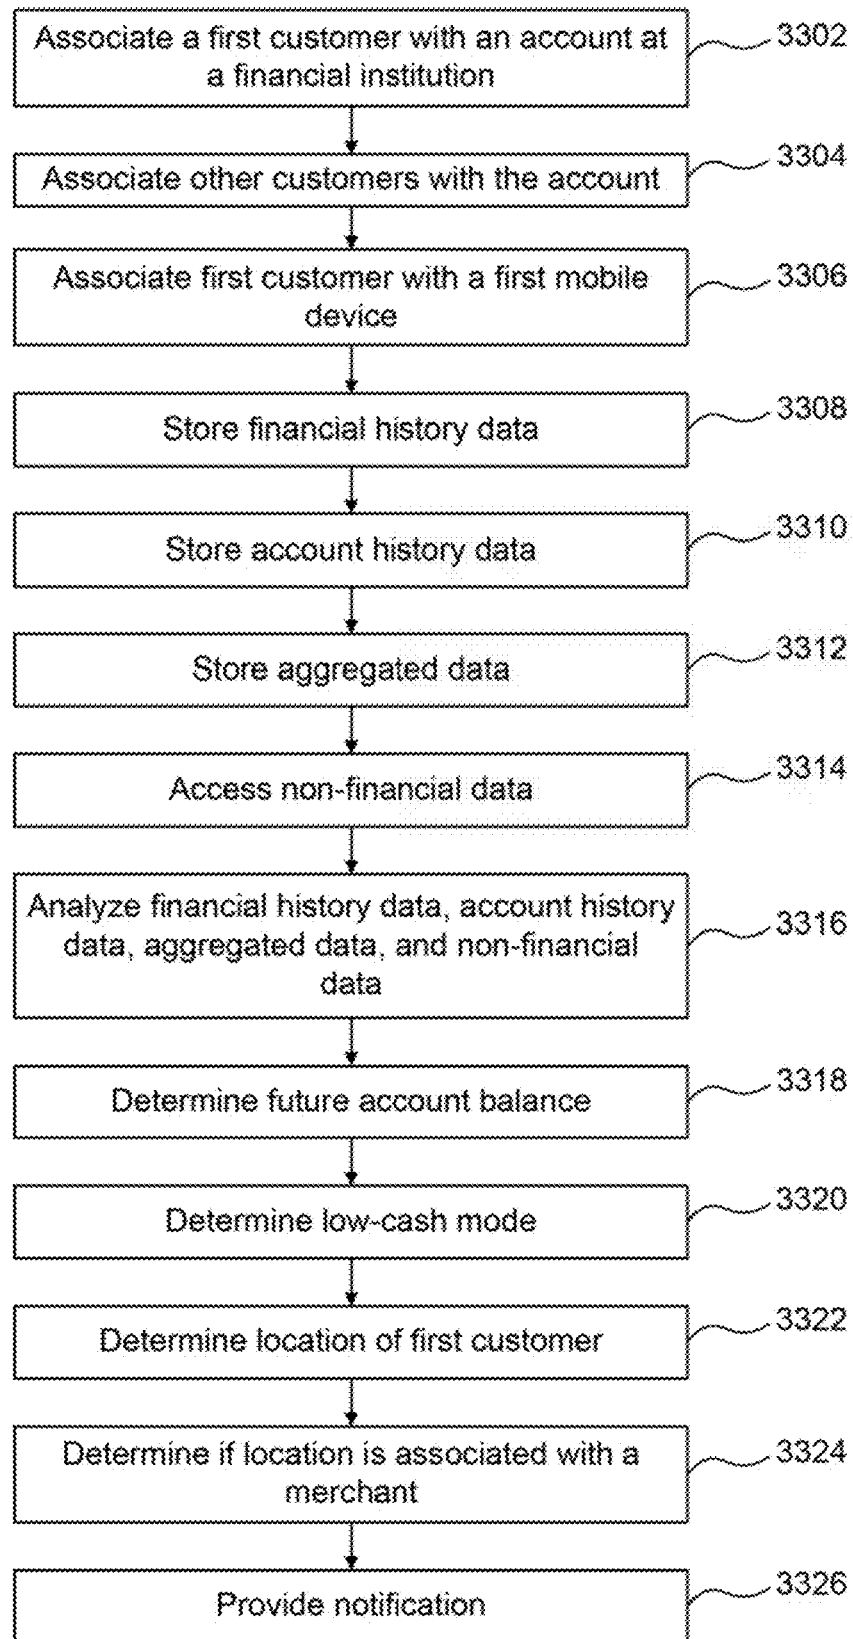 Associate a first customer with an account at
a financial institution
3302
Associate other customers with the account
3304
Associate first customer with a first mobile
device
3306
Store financial history data
3308
Store account history data
3310
Store aggregated data
3312
Access non-financial data
3314
Analyze financial history data, account history
data, aggregated data, and non-financial
data
3316
Determine future account balance
3318
Determine low-cash mode
3320
Determine location of first customer
3322
Determine if location is associated with a
merchant
3324
Provide notification
3326